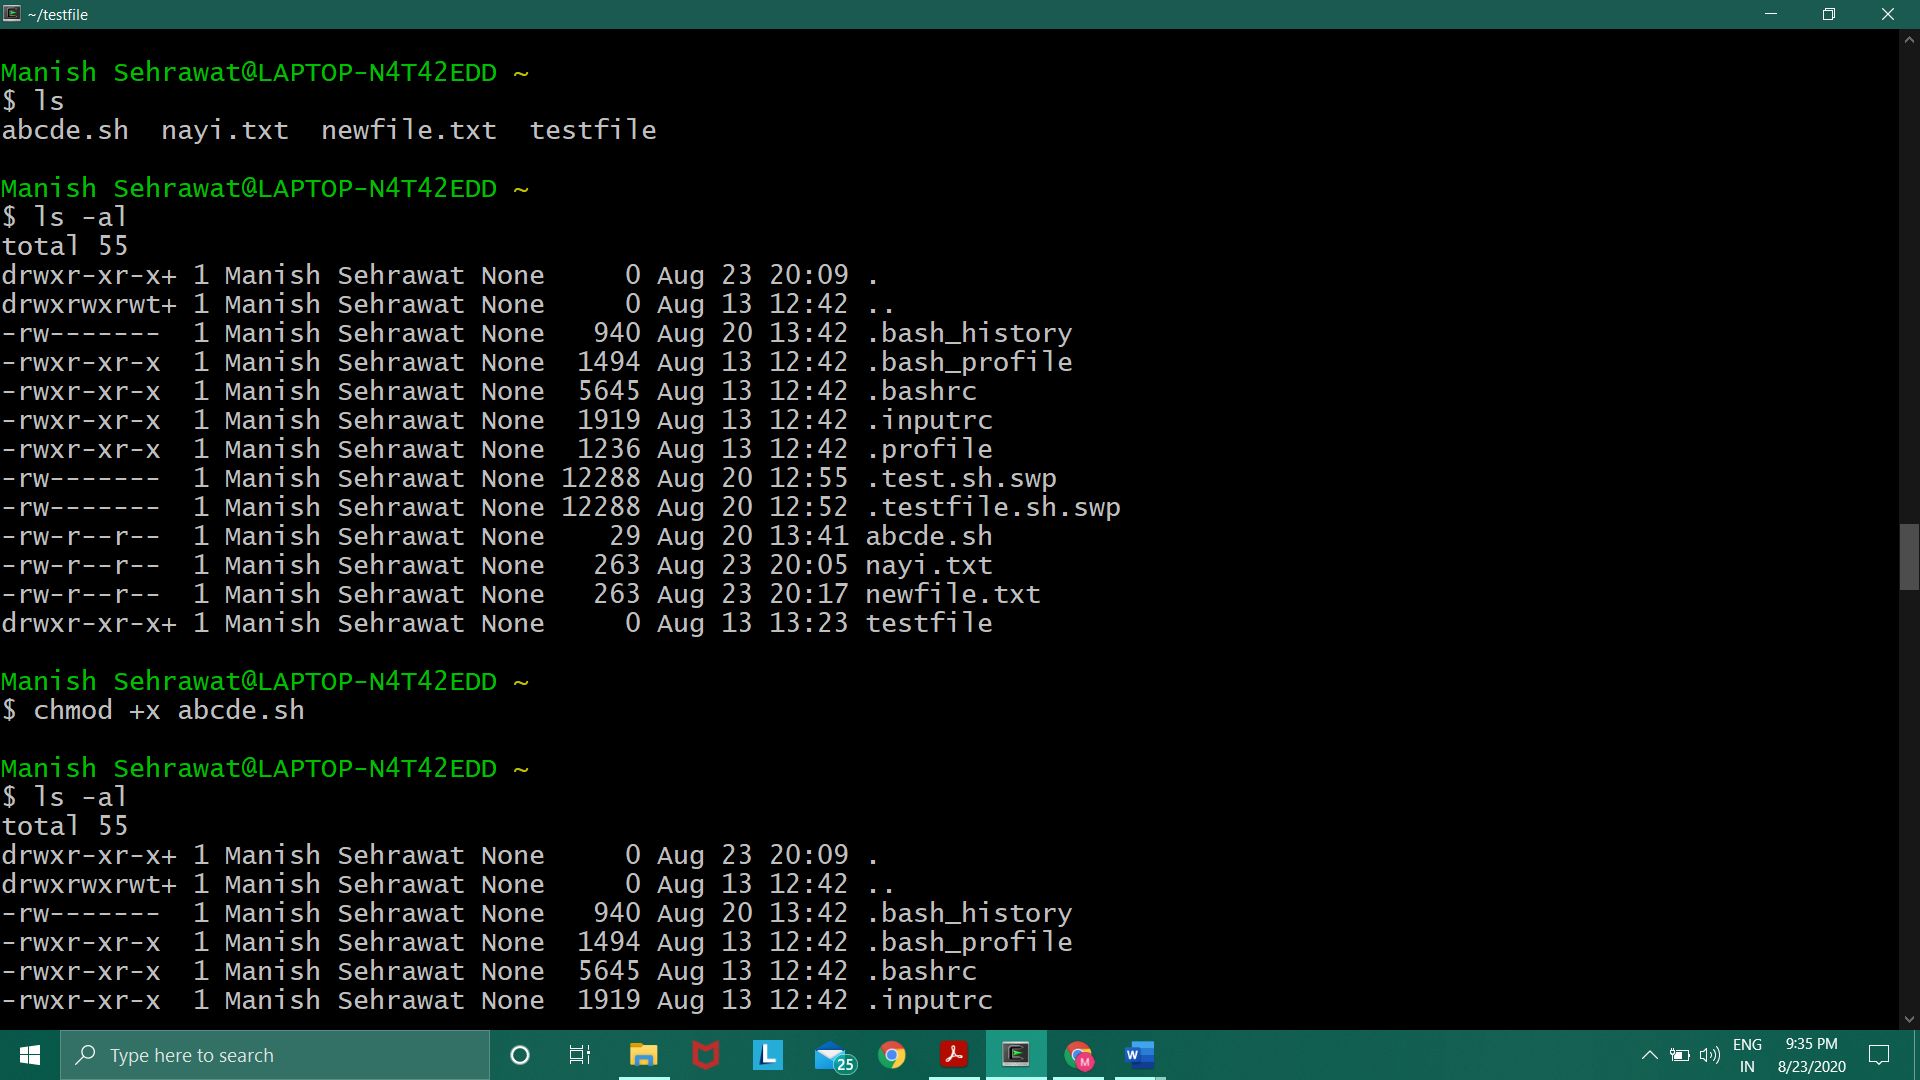 ~/testfile
Manish Sehrawat@LAPTOP-N4T42EDD ~
$ ls
abcde.sh  nayi.txt  newfile.txt  testfile
Manish Sehrawat@LAPTOP-N4T42EDD ~
$ ls -al
total 55
drwxr-xr-x+ 1 Manish Sehrawat None     0 Aug 23 20:09 .
drwxrwxrwt+ 1 Manish Sehrawat None     0 Aug 13 12:42 ..
-rw-------  1 Manish Sehrawat None   940 Aug 20 13:42 .bash_history
-rwxr-xr-x  1 Manish Sehrawat None  1494 Aug 13 12:42 .bash_profile
-rwxr-xr-x  1 Manish Sehrawat None  5645 Aug 13 12:42 .bashrc
-rwxr-xr-x  1 Manish Sehrawat None  1919 Aug 13 12:42 .inputrc
-rwxr-xr-x  1 Manish Sehrawat None  1236 Aug 13 12:42 .profile
-rw-------  1 Manish Sehrawat None 12288 Aug 20 12:55 .test.sh.swp
-rw-------  1 Manish Sehrawat None 12288 Aug 20 12:52 .testfile.sh.swp
-rw-r--r--  1 Manish Sehrawat None    29 Aug 20 13:41 abcde.sh
-rw-r--r--  1 Manish Sehrawat None   263 Aug 23 20:05 nayi.txt
-rw-r--r--  1 Manish Sehrawat None   263 Aug 23 20:17 newfile.txt
drwxr-xr-x+ 1 Manish Sehrawat None     0 Aug 13 13:23 testfile
Manish Sehrawat@LAPTOP-N4T42EDD ~
$ chmod +x abcde.sh
Manish Sehrawat@LAPTOP-N4T42EDD ~
$ ls -al
total 55
drwxr-xr-x+ 1 Manish Sehrawat None     0 Aug 23 20:09 .
drwxrwxrwt+ 1 Manish Sehrawat None     0 Aug 13 12:42 ..
-rw-------  1 Manish Sehrawat None   940 Aug 20 13:42 .bash_history
-rwxr-xr-x  1 Manish Sehrawat None  1494 Aug 13 12:42 .bash_profile
-rwxr-xr-x  1 Manish Sehrawat None  5645 Aug 13 12:42 .bashrc
-rwxr-xr-x  1 Manish Sehrawat None  1919 Aug 13 12:42 .inputrc
Type here to search
L
25
M
W
ENG
IN
9:35 PM
8/23/2020